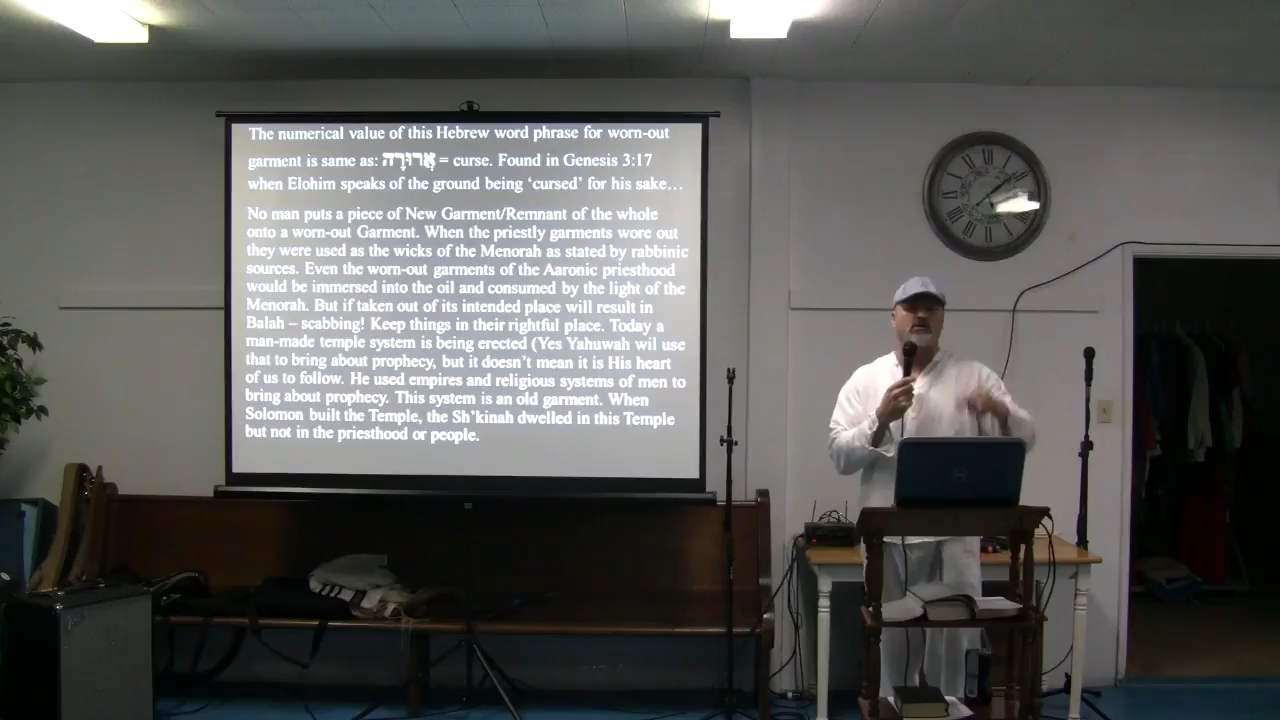 The numerical value of this Hebrew word phrase for worn-out
garment is same as: אֲרוּרָה = curse. Found in Genesis 3:17
when Elohim speaks of the ground being ‘cursed’ for his sake…
No man puts a piece of New Garment/Remnant of the whole
onto a worn-out Garment. When the priestly garments wore out
they were used as the wicks of the Menorah as stated by rabbinic
sources. Even the worn-out garments of the Aaronic priesthood
would be immersed into the oil and consumed by the light of the
Menorah. But if taken out of its intended place will result in
Balah – scabbing! Keep things in their rightful place. Today a
man-made temple system is being erected (Yes Yahuwah wil use
that to bring about prophecy, but it doesn’t mean it is His heart
of us to follow. He used empires and religious systems of men to
bring about prophecy. This system is an old garment. When
Solomon built the Temple, the Sh’kinah dwelled in this Temple
but not in the priesthood or people.